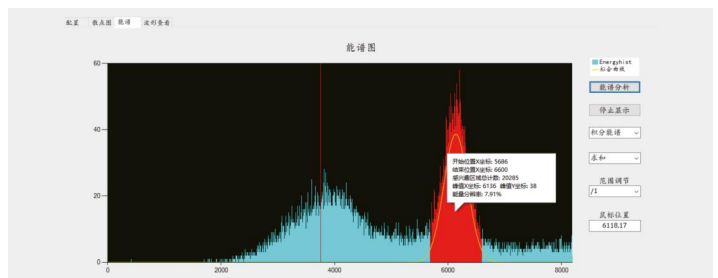 配置 散点图 能谱 波形查看
能谱图
60
40
20
0
0 2000 4000 6000 8000
Energyhist
拟合曲线
能谱分析
停止显示
积分能谱
求和
范围调节
/1
鼠标位置
6118.17
开始位置X坐标: 5686
结束位置X坐标: 6600
感兴趣区域总计数: 20285
峰值X坐标: 6136 峰值Y坐标: 38
能量分辨率: 7.91%